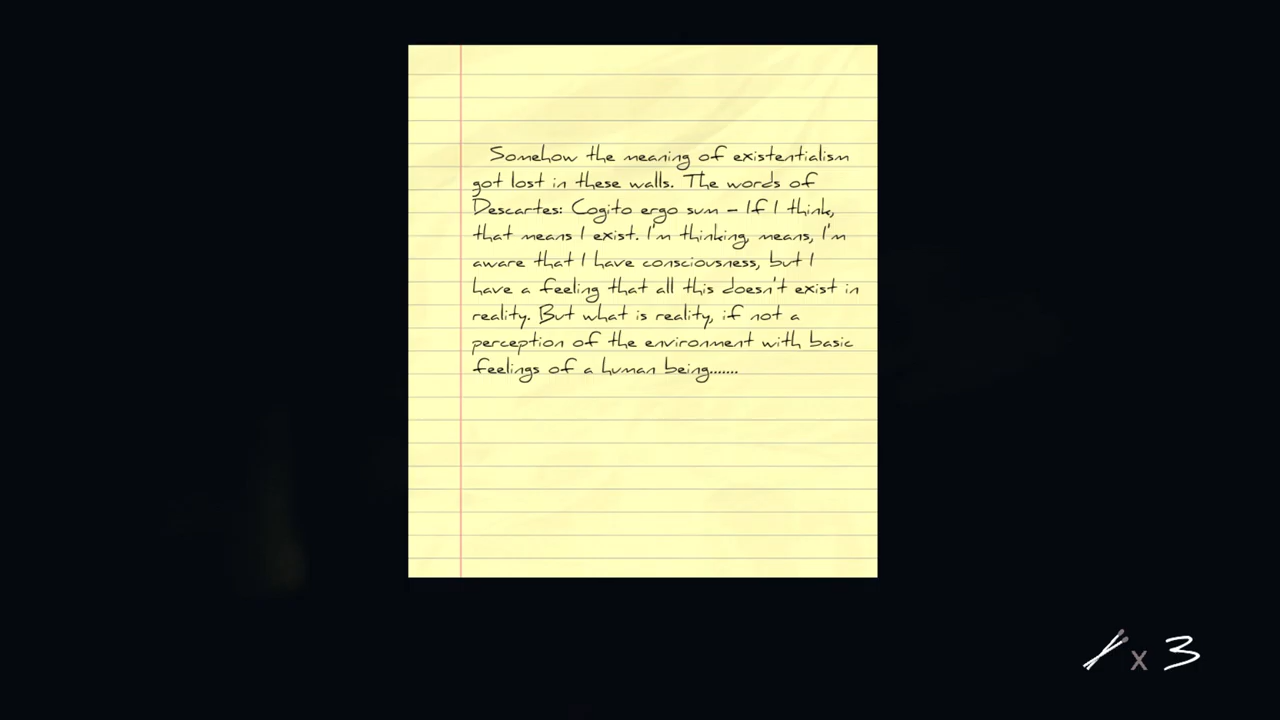 Somehow the meaning of existentialism
got lost in these walls. The words of
Descartes: Cogito ergo sum - If I think,
that means I exist. I'm thinking, means, I'm
aware that I have consciousness, but I
have a feeling that all this doesn't exist in
reality. But what is reality, if not a
perception of the environment with basic
feelings of a human being.......
x 3